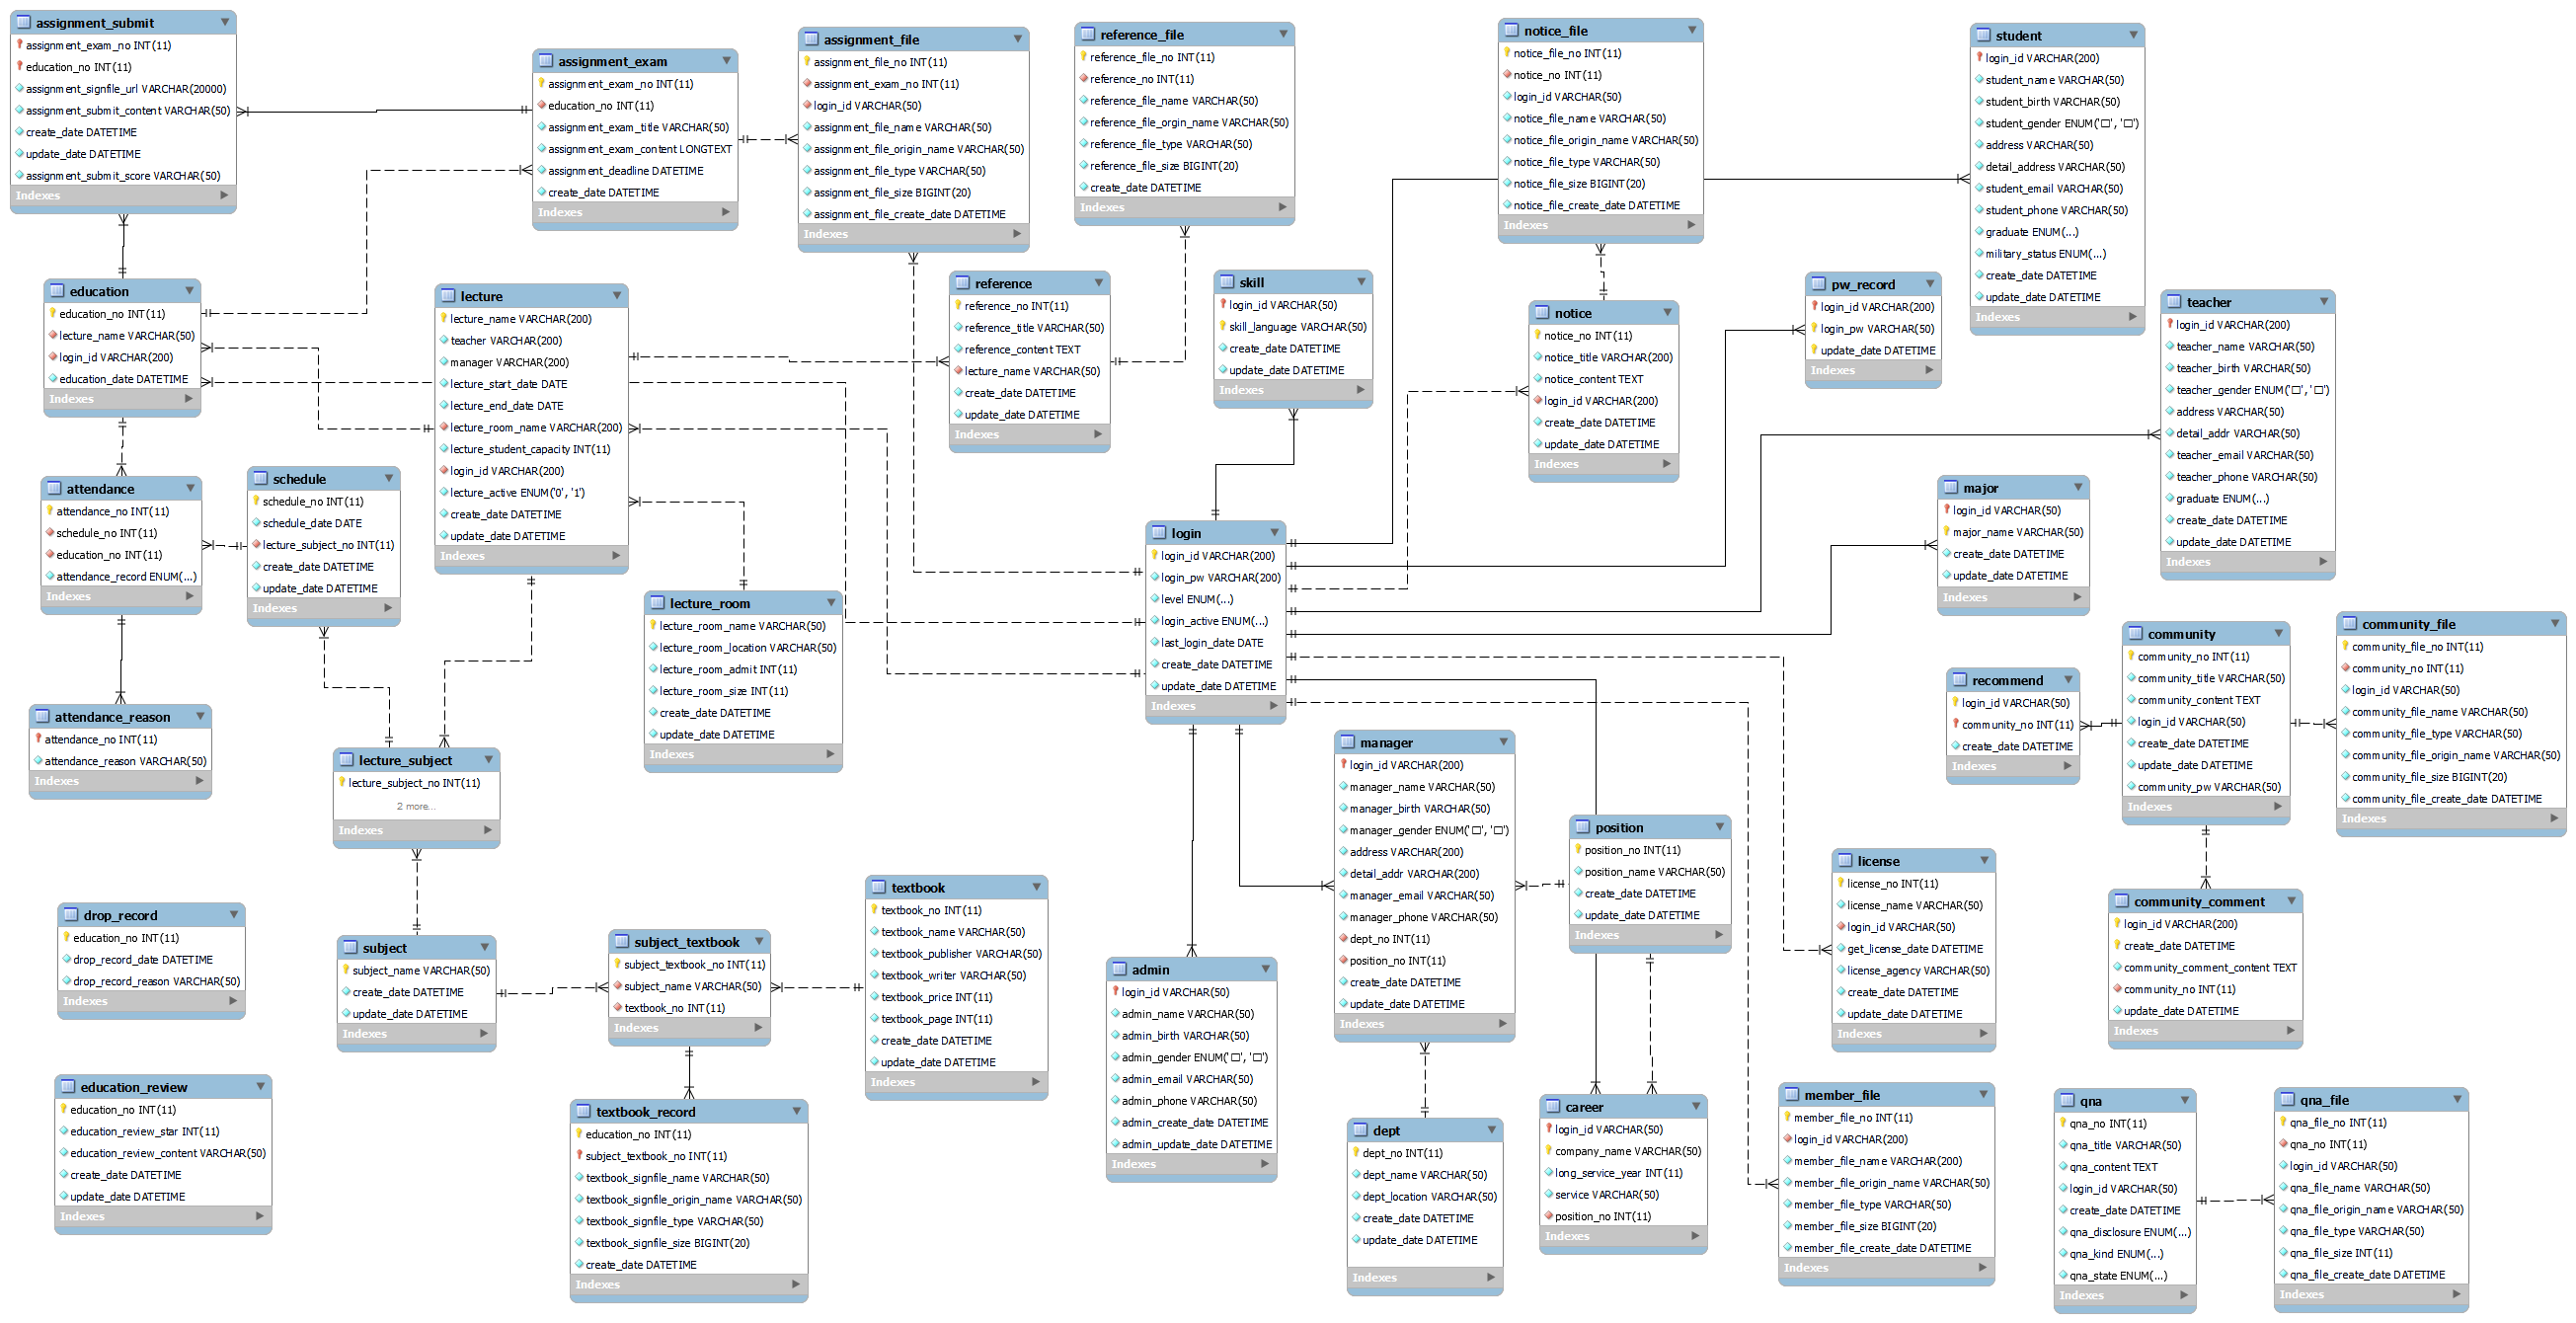 assignment_submit
assignment_exam_no INT(11)
education_no INT(11)
assignment_signfile_url VARCHAR(20000)
assignment_submit_content VARCHAR(50)
create_date DATETIME
update_date DATETIME
assignment_submit_score VARCHAR(50)
Indexes
assignment_exam
assignment_exam_no INT(11)
education_no INT(11)
assignment_exam_title VARCHAR(50)
assignment_exam_content LONGTEXT
assignment_deadline DATETIME
create_date DATETIME
Indexes
assignment_file
assignment_file_no INT(11)
assignment_exam_no INT(11)
login_id VARCHAR(50)
assignment_file_name VARCHAR(50)
assignment_file_origin_name VARCHAR(50)
assignment_file_type VARCHAR(50)
assignment_file_size BIGINT(20)
assignment_file_create_date DATETIME
Indexes
reference_file
reference_file_no INT(11)
reference_no INT(11)
reference_file_name VARCHAR(50)
reference_file_orgin_name VARCHAR(50)
reference_file_type VARCHAR(50)
reference_file_size BIGINT(20)
create_date DATETIME
Indexes
notice_file
notice_file_no INT(11)
notice_no INT(11)
login_id VARCHAR(50)
notice_file_name VARCHAR(50)
notice_file_origin_name VARCHAR(50)
notice_file_type VARCHAR(50)
notice_file_size BIGINT(20)
notice_file_create_date DATETIME
Indexes
student
login_id VARCHAR(200)
student_name VARCHAR(50)
student_birth VARCHAR(50)
student_gender ENUM('□', '□')
address VARCHAR(50)
detail_address VARCHAR(50)
student_email VARCHAR(50)
student_phone VARCHAR(50)
graduate ENUM(...)
military_status ENUM(...)
create_date DATETIME
update_date DATETIME
Indexes
education
education_no INT(11)
lecture_name VARCHAR(50)
login_id VARCHAR(200)
education_date DATETIME
Indexes
lecture
lecture_name VARCHAR(200)
teacher VARCHAR(200)
manager VARCHAR(200)
lecture_start_date DATE
lecture_end_date DATE
lecture_room_name VARCHAR(200)
lecture_student_capacity INT(11)
login_id VARCHAR(200)
lecture_active ENUM('0', '1')
create_date DATETIME
update_date DATETIME
Indexes
reference
reference_no INT(11)
reference_title VARCHAR(50)
reference_content TEXT
lecture_name VARCHAR(50)
create_date DATETIME
update_date DATETIME
Indexes
skill
login_id VARCHAR(50)
skill_language VARCHAR(50)
create_date DATETIME
update_date DATETIME
Indexes
notice
notice_no INT(11)
notice_title VARCHAR(200)
notice_content TEXT
login_id VARCHAR(200)
create_date DATETIME
update_date DATETIME
Indexes
pw_record
login_id VARCHAR(200)
login_pw VARCHAR(50)
update_date DATETIME
Indexes
teacher
login_id VARCHAR(200)
teacher_name VARCHAR(50)
teacher_birth VARCHAR(50)
teacher_gender ENUM('□', '□')
address VARCHAR(50)
detail_addr VARCHAR(50)
teacher_email VARCHAR(50)
teacher_phone VARCHAR(50)
graduate ENUM(...)
create_date DATETIME
update_date DATETIME
Indexes
attendance
attendance_no INT(11)
schedule_no INT(11)
education_no INT(11)
attendance_record ENUM(...)
Indexes
schedule
schedule_no INT(11)
schedule_date DATE
lecture_subject_no INT(11)
create_date DATETIME
update_date DATETIME
Indexes
major
login_id VARCHAR(50)
major_name VARCHAR(50)
create_date DATETIME
update_date DATETIME
Indexes
login
login_id VARCHAR(200)
login_pw VARCHAR(200)
level ENUM(...)
login_active ENUM(...)
last_login_date DATE
create_date DATETIME
update_date DATETIME
Indexes
lecture_room
lecture_room_name VARCHAR(50)
lecture_room_location VARCHAR(50)
lecture_room_admit INT(11)
lecture_room_size INT(11)
create_date DATETIME
update_date DATETIME
Indexes
community
community_no INT(11)
community_title VARCHAR(50)
community_content TEXT
login_id VARCHAR(50)
create_date DATETIME
update_date DATETIME
community_pw VARCHAR(50)
Indexes
community_file
community_file_no INT(11)
community_no INT(11)
login_id VARCHAR(50)
community_file_name VARCHAR(50)
community_file_type VARCHAR(50)
community_file_origin_name VARCHAR(50)
community_file_size BIGINT(20)
community_file_create_date DATETIME
Indexes
recommend
login_id VARCHAR(50)
community_no INT(11)
create_date DATETIME
Indexes
attendance_reason
attendance_no INT(11)
attendance_reason VARCHAR(50)
Indexes
lecture_subject
lecture_subject_no INT(11)
2 more...
Indexes
manager
login_id VARCHAR(200)
manager_name VARCHAR(50)
manager_birth VARCHAR(50)
manager_gender ENUM('□', '□')
address VARCHAR(200)
detail_addr VARCHAR(200)
manager_email VARCHAR(50)
manager_phone VARCHAR(50)
dept_no INT(11)
position_no INT(11)
create_date DATETIME
update_date DATETIME
Indexes
position
position_no INT(11)
position_name VARCHAR(50)
create_date DATETIME
update_date DATETIME
Indexes
license
license_no INT(11)
license_name VARCHAR(50)
login_id VARCHAR(50)
get_license_date DATETIME
license_agency VARCHAR(50)
create_date DATETIME
update_date DATETIME
Indexes
community_comment
login_id VARCHAR(200)
create_date DATETIME
community_comment_content TEXT
community_no INT(11)
update_date DATETIME
Indexes
drop_record
education_no INT(11)
drop_record_date DATETIME
drop_record_reason VARCHAR(50)
Indexes
subject
subject_name VARCHAR(50)
create_date DATETIME
update_date DATETIME
Indexes
subject_textbook
subject_textbook_no INT(11)
subject_name VARCHAR(50)
textbook_no INT(11)
Indexes
textbook
textbook_no INT(11)
textbook_name VARCHAR(50)
textbook_publisher VARCHAR(50)
textbook_writer VARCHAR(50)
textbook_price INT(11)
textbook_page INT(11)
create_date DATETIME
update_date DATETIME
Indexes
admin
login_id VARCHAR(50)
admin_name VARCHAR(50)
admin_birth VARCHAR(50)
admin_gender ENUM('□', '□')
admin_email VARCHAR(50)
admin_phone VARCHAR(50)
admin_create_date DATETIME
admin_update_date DATETIME
Indexes
education_review
education_no INT(11)
education_review_star INT(11)
education_review_content VARCHAR(50)
create_date DATETIME
update_date DATETIME
Indexes
textbook_record
education_no INT(11)
subject_textbook_no INT(11)
textbook_signfile_name VARCHAR(50)
textbook_signfile_origin_name VARCHAR(50)
textbook_signfile_type VARCHAR(50)
textbook_signfile_size BIGINT(20)
create_date DATETIME
Indexes
dept
dept_no INT(11)
dept_name VARCHAR(50)
dept_location VARCHAR(50)
create_date DATETIME
update_date DATETIME
Indexes
career
login_id VARCHAR(50)
company_name VARCHAR(50)
long_service_year INT(11)
service VARCHAR(50)
position_no INT(11)
Indexes
member_file
member_file_no INT(11)
login_id VARCHAR(200)
member_file_name VARCHAR(200)
member_file_origin_name VARCHAR(50)
member_file_type VARCHAR(50)
member_file_size BIGINT(20)
member_file_create_date DATETIME
Indexes
qna
qna_no INT(11)
qna_title VARCHAR(50)
qna_content TEXT
login_id VARCHAR(50)
create_date DATETIME
qna_disclosure ENUM(...)
qna_kind ENUM(...)
qna_state ENUM(...)
Indexes
qna_file
qna_file_no INT(11)
qna_no INT(11)
login_id VARCHAR(50)
qna_file_name VARCHAR(50)
qna_file_origin_name VARCHAR(50)
qna_file_type VARCHAR(50)
qna_file_size INT(11)
qna_file_create_date DATETIME
Indexes